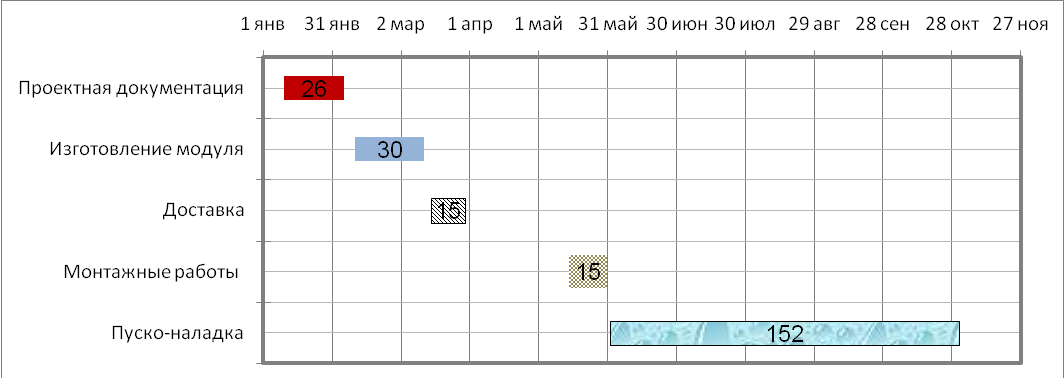 1 янв 31 янв 2 мар 1 апр 1 май 31 май 30 июн 30 июл 29 авг 28 сен 28 окт 27 ноя
Проектная документация 26
Изготовление модуля 30
Доставка 15
Монтажные работы 15
Пуско-наладка 152